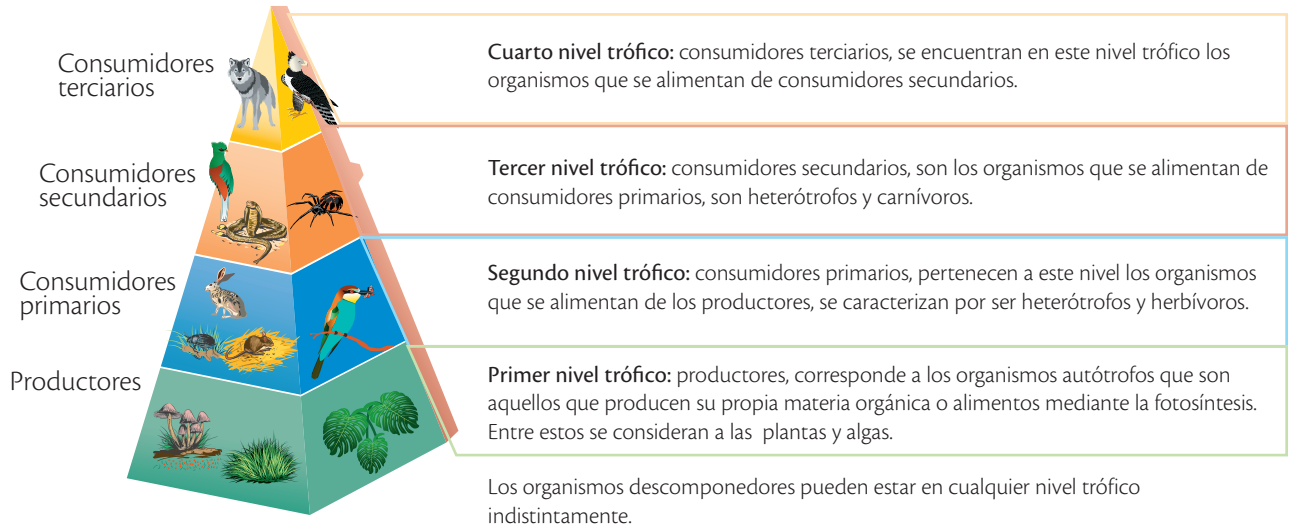 Consumidores
terciarios
Cuarto nivel trófico: consumidores terciarios, se encuentran en este nivel trófico los
organismos que se alimentan de consumidores secundarios.
Consumidores
secundarios
Tercer nivel trófico: consumidores secundarios, son los organismos que se alimentan de
consumidores primarios, son heterótrofos y carnívoros.
Consumidores
primarios
Segundo nivel trófico: consumidores primarios, pertenecen a este nivel los organismos
que se alimentan de los productores, se caracterizan por ser heterótrofos y herbívoros.
Productores
Primer nivel trófico: productores, corresponde a los organismos autótrofos que son
aquellos que producen su propia materia orgánica o alimentos mediante la fotosíntesis.
Entre estos se consideran a las plantas y algas.
Los organismos descomponedores pueden estar en cualquier nivel trófico
indistintamente.